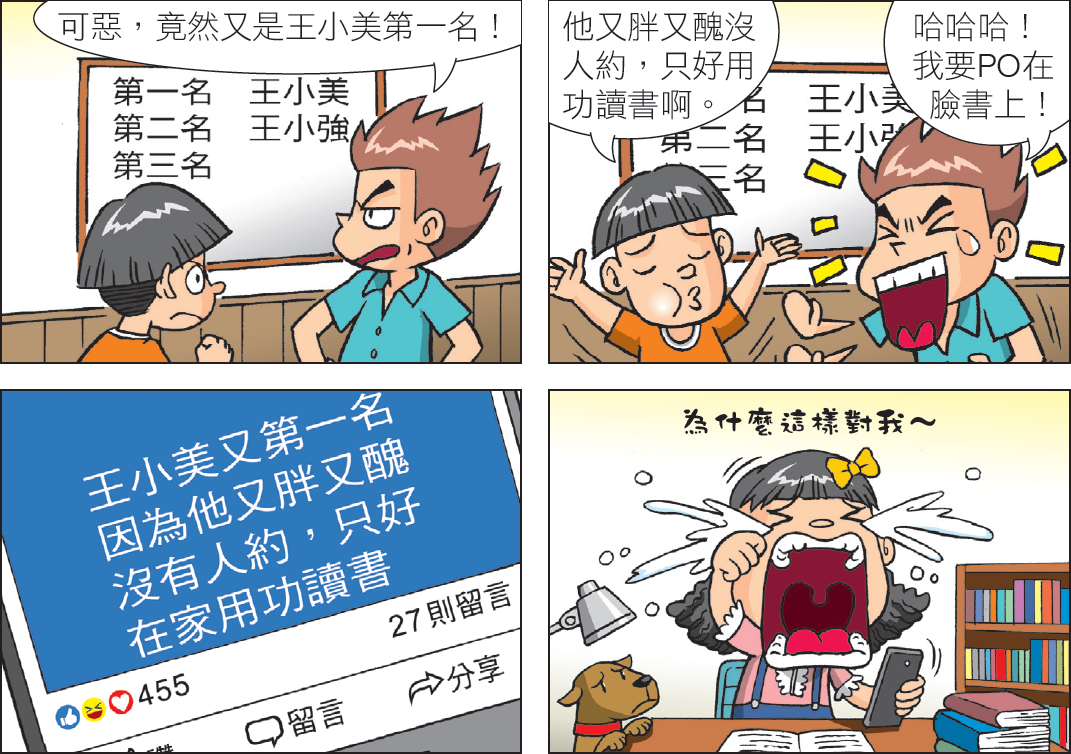 可惡，竟然又是王小美第一名！
第一名 王小美
第二名 王小強
第三名
他又胖又醜沒
人約，只好用
功讀書啊。
哈哈哈！
我要PO在
臉書上！
名 王小美
第二名 王小強
三名
王小美又第一名
因為他又胖又醜
沒有人約，只好
在家用功讀書
27則留言
455
留言
分享
為什麼這樣對我～